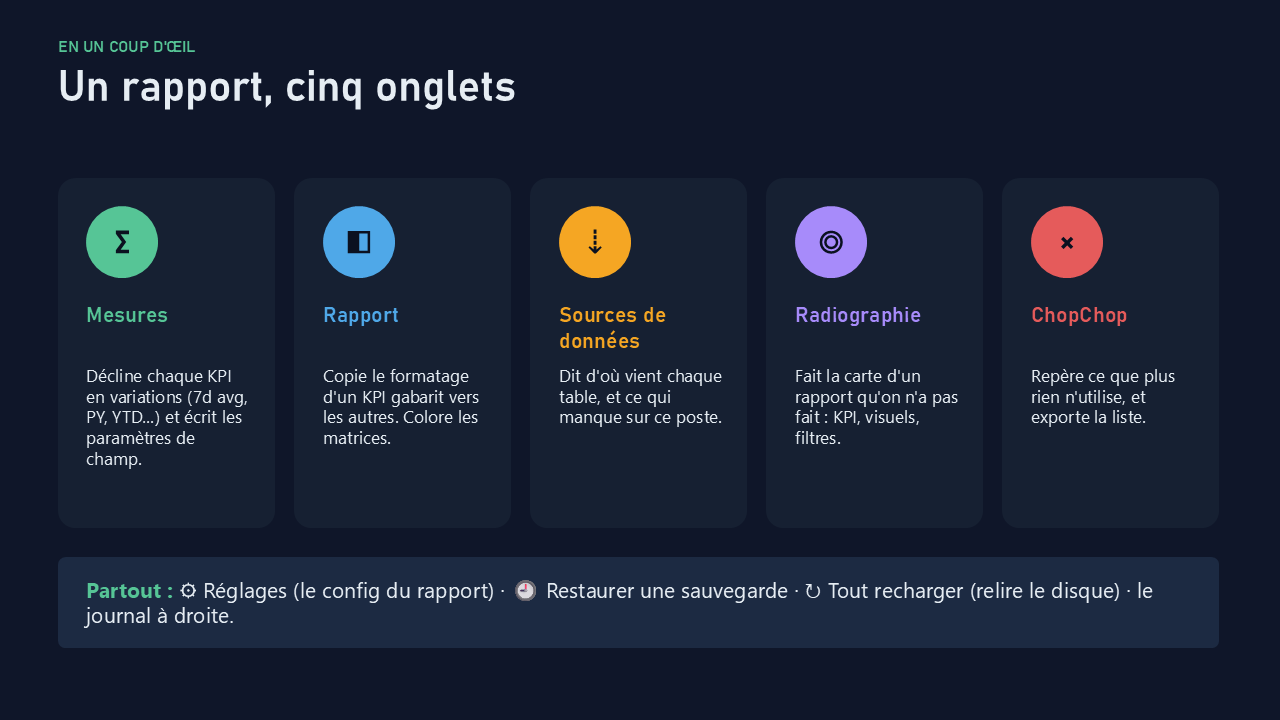 EN UN COUP D'ŒIL
Un rapport, cinq onglets
Σ
Mesures
Décline chaque KPI
en variations (7d avg,
PY, YTD...) et écrit les
paramètres de
champ.
◧
Rapport
Copie le formatage
d'un KPI gabarit vers
les autres. Colore les
matrices.
⇣
Sources de
données
Dit d'où vient chaque
table, et ce qui
manque sur ce poste.
◎
Radiographie
Fait la carte d'un
rapport qu'on n'a pas
fait : KPI, visuels,
filtres.
×
ChopChop
Repère ce que plus
rien n'utilise, et
exporte la liste.
Partout : ⚙ Réglages (le config du rapport) · 🕘 Restaurer une sauvegarde · ↻ Tout recharger (relire le disque) · le
journal à droite.